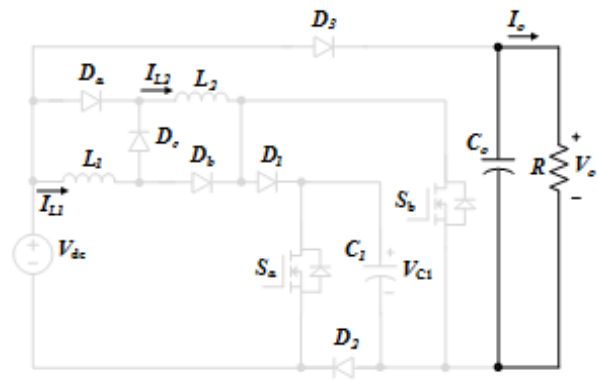 D3
Io
Da
IL2
L2
Dc
Co
+
L1
Db
D1
R
Vo
IL1
Sb
−
+
−
Vdc
Sa
C1
+
VC1
−
D2